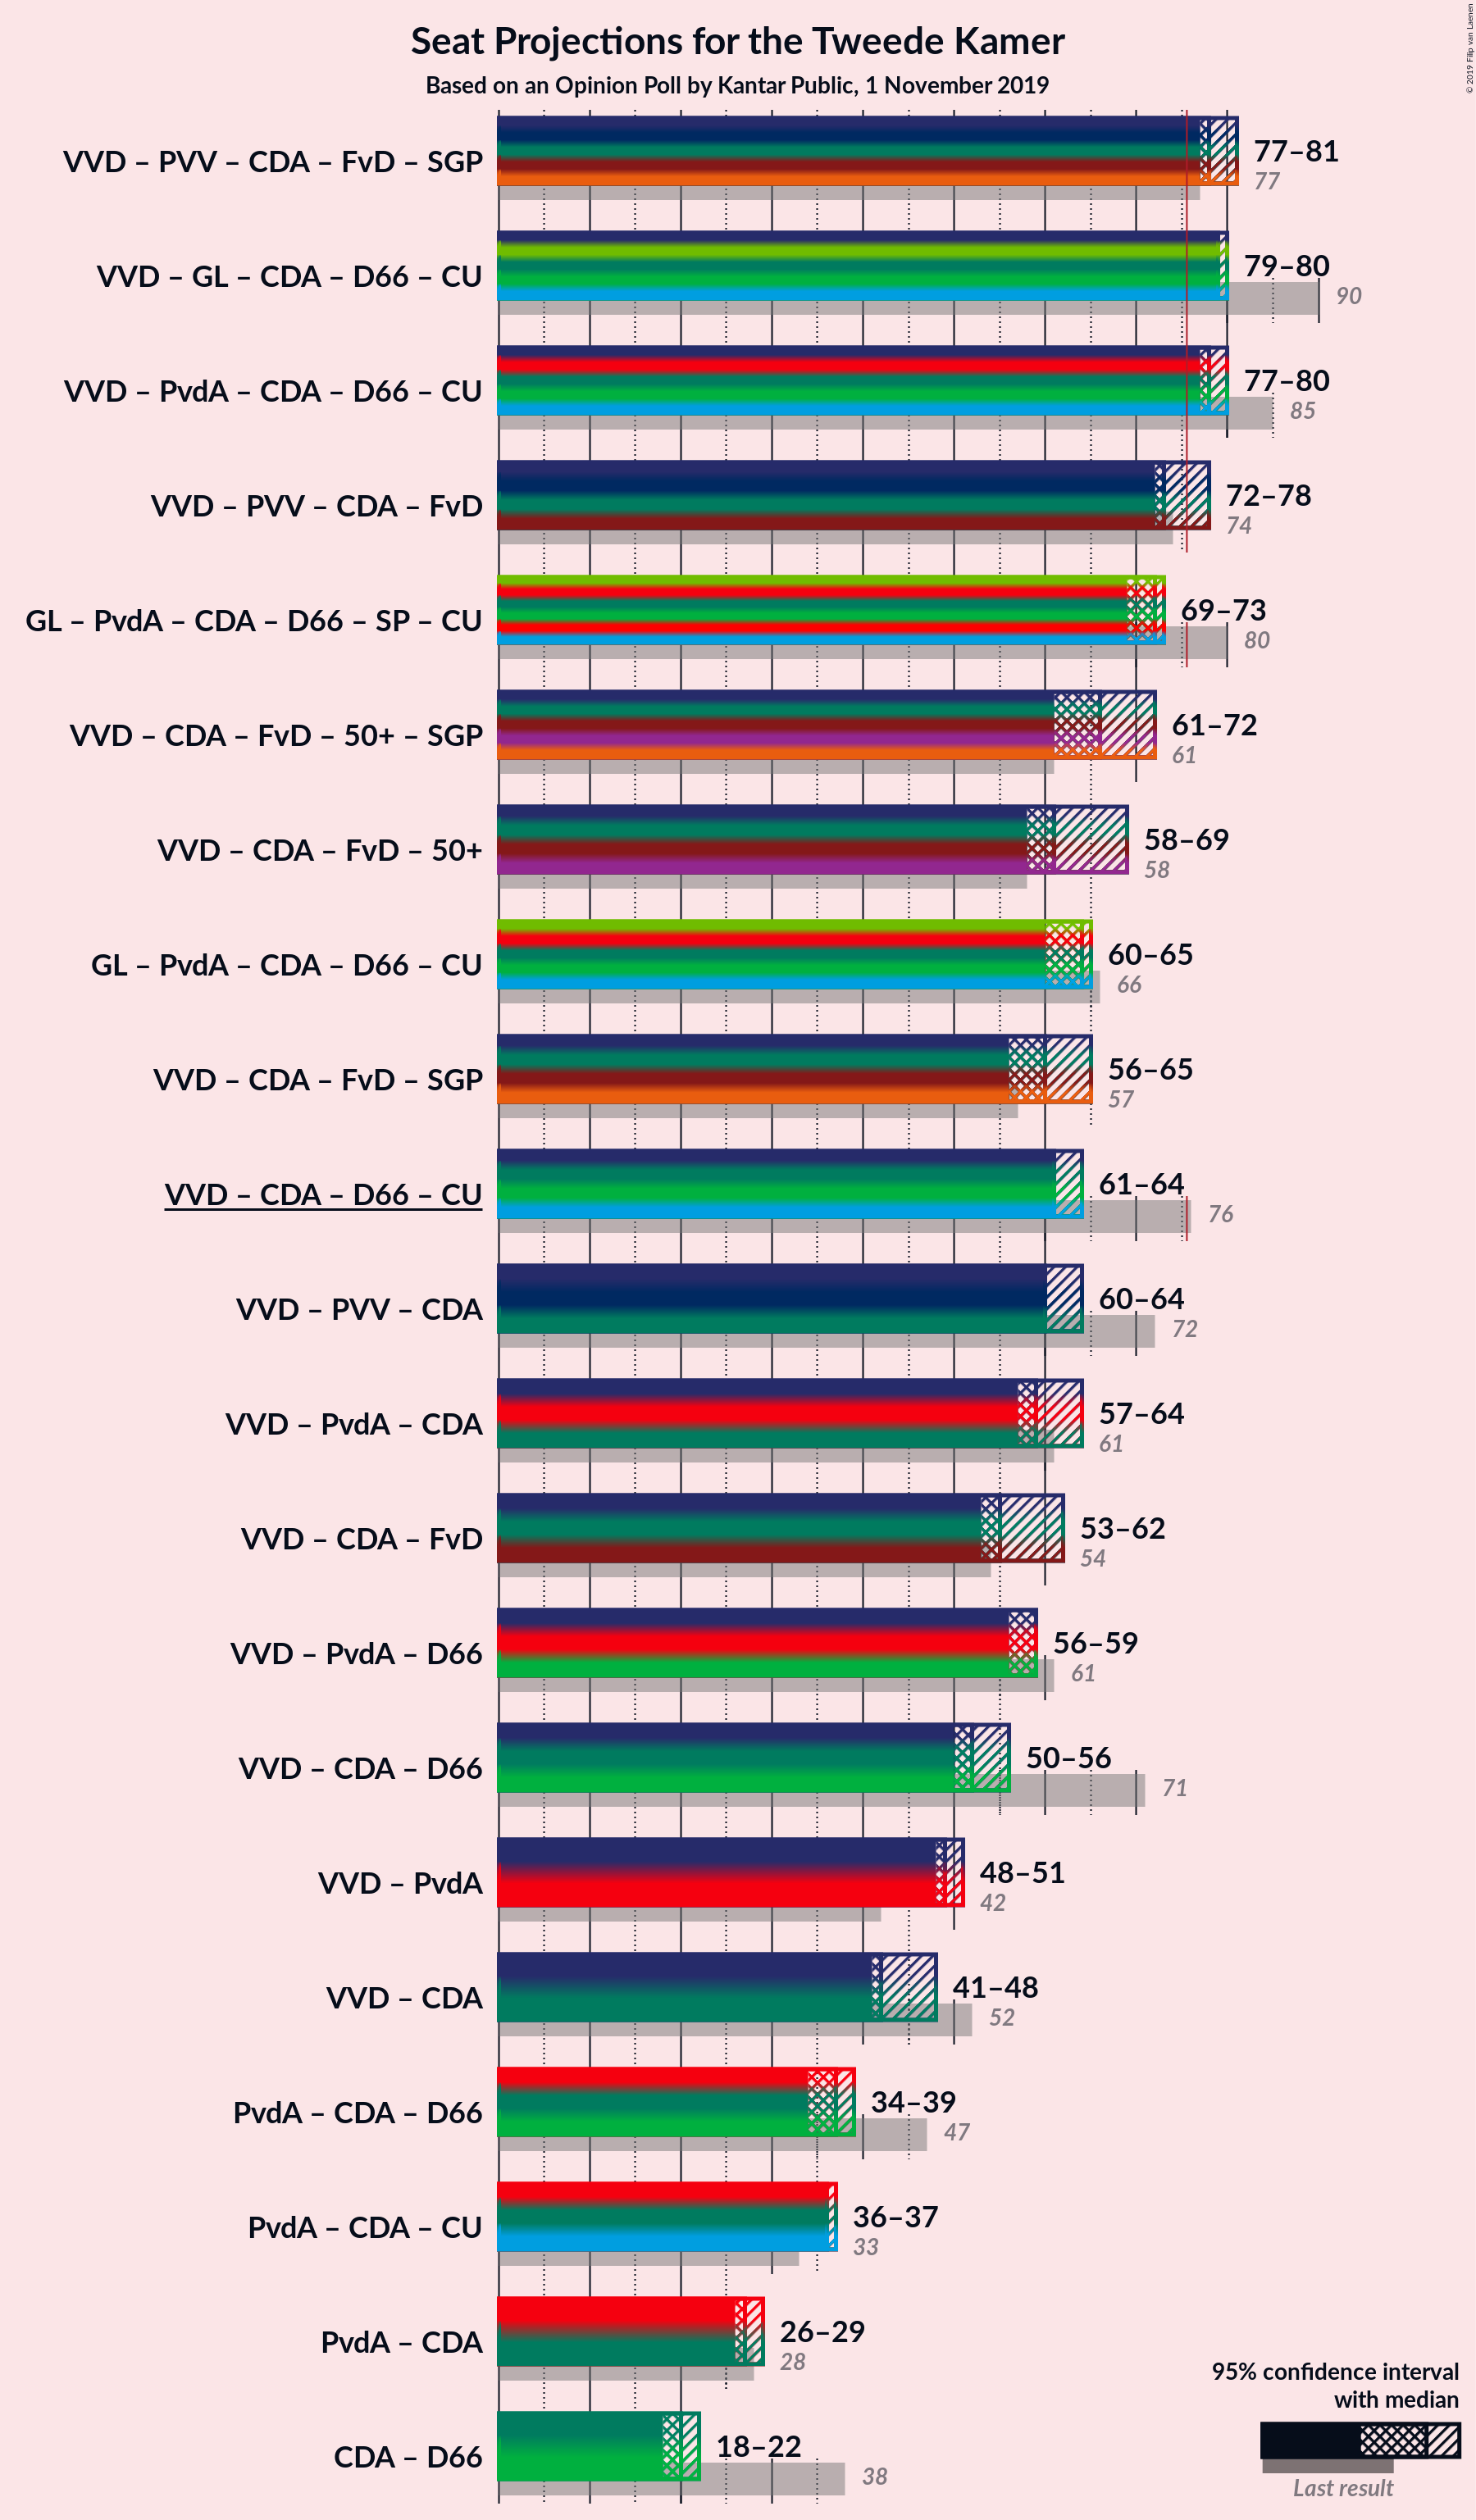 Seat Projections for the Tweede Kamer
Based on an Opinion Poll by Kantar Public, 1 November 2019
© 2019 Filip van Laenen
VVD – PVV – CDA – FvD – SGP
77–81
77
VVD – GL – CDA – D66 – CU
79–80
90
VVD – PvdA – CDA – D66 – CU
77–80
85
VVD – PVV – CDA – FvD
72–78
74
GL – PvdA – CDA – D66 – SP – CU
69–73
80
VVD – CDA – FvD – 50+ – SGP
61–72
61
VVD – CDA – FvD – 50+
58–69
58
GL – PvdA – CDA – D66 – CU
60–65
66
VVD – CDA – FvD – SGP
56–65
57
VVD – CDA – D66 – CU
61–64
76
VVD – PVV – CDA
60–64
72
VVD – PvdA – CDA
57–64
61
VVD – CDA – FvD
53–62
54
VVD – PvdA – D66
56–59
61
VVD – CDA – D66
50–56
71
VVD – PvdA
48–51
42
VVD – CDA
41–48
52
PvdA – CDA – D66
34–39
47
PvdA – CDA – CU
36–37
33
PvdA – CDA
26–29
28
CDA – D66
18–22
38
95% confidence interval
with median
Last result